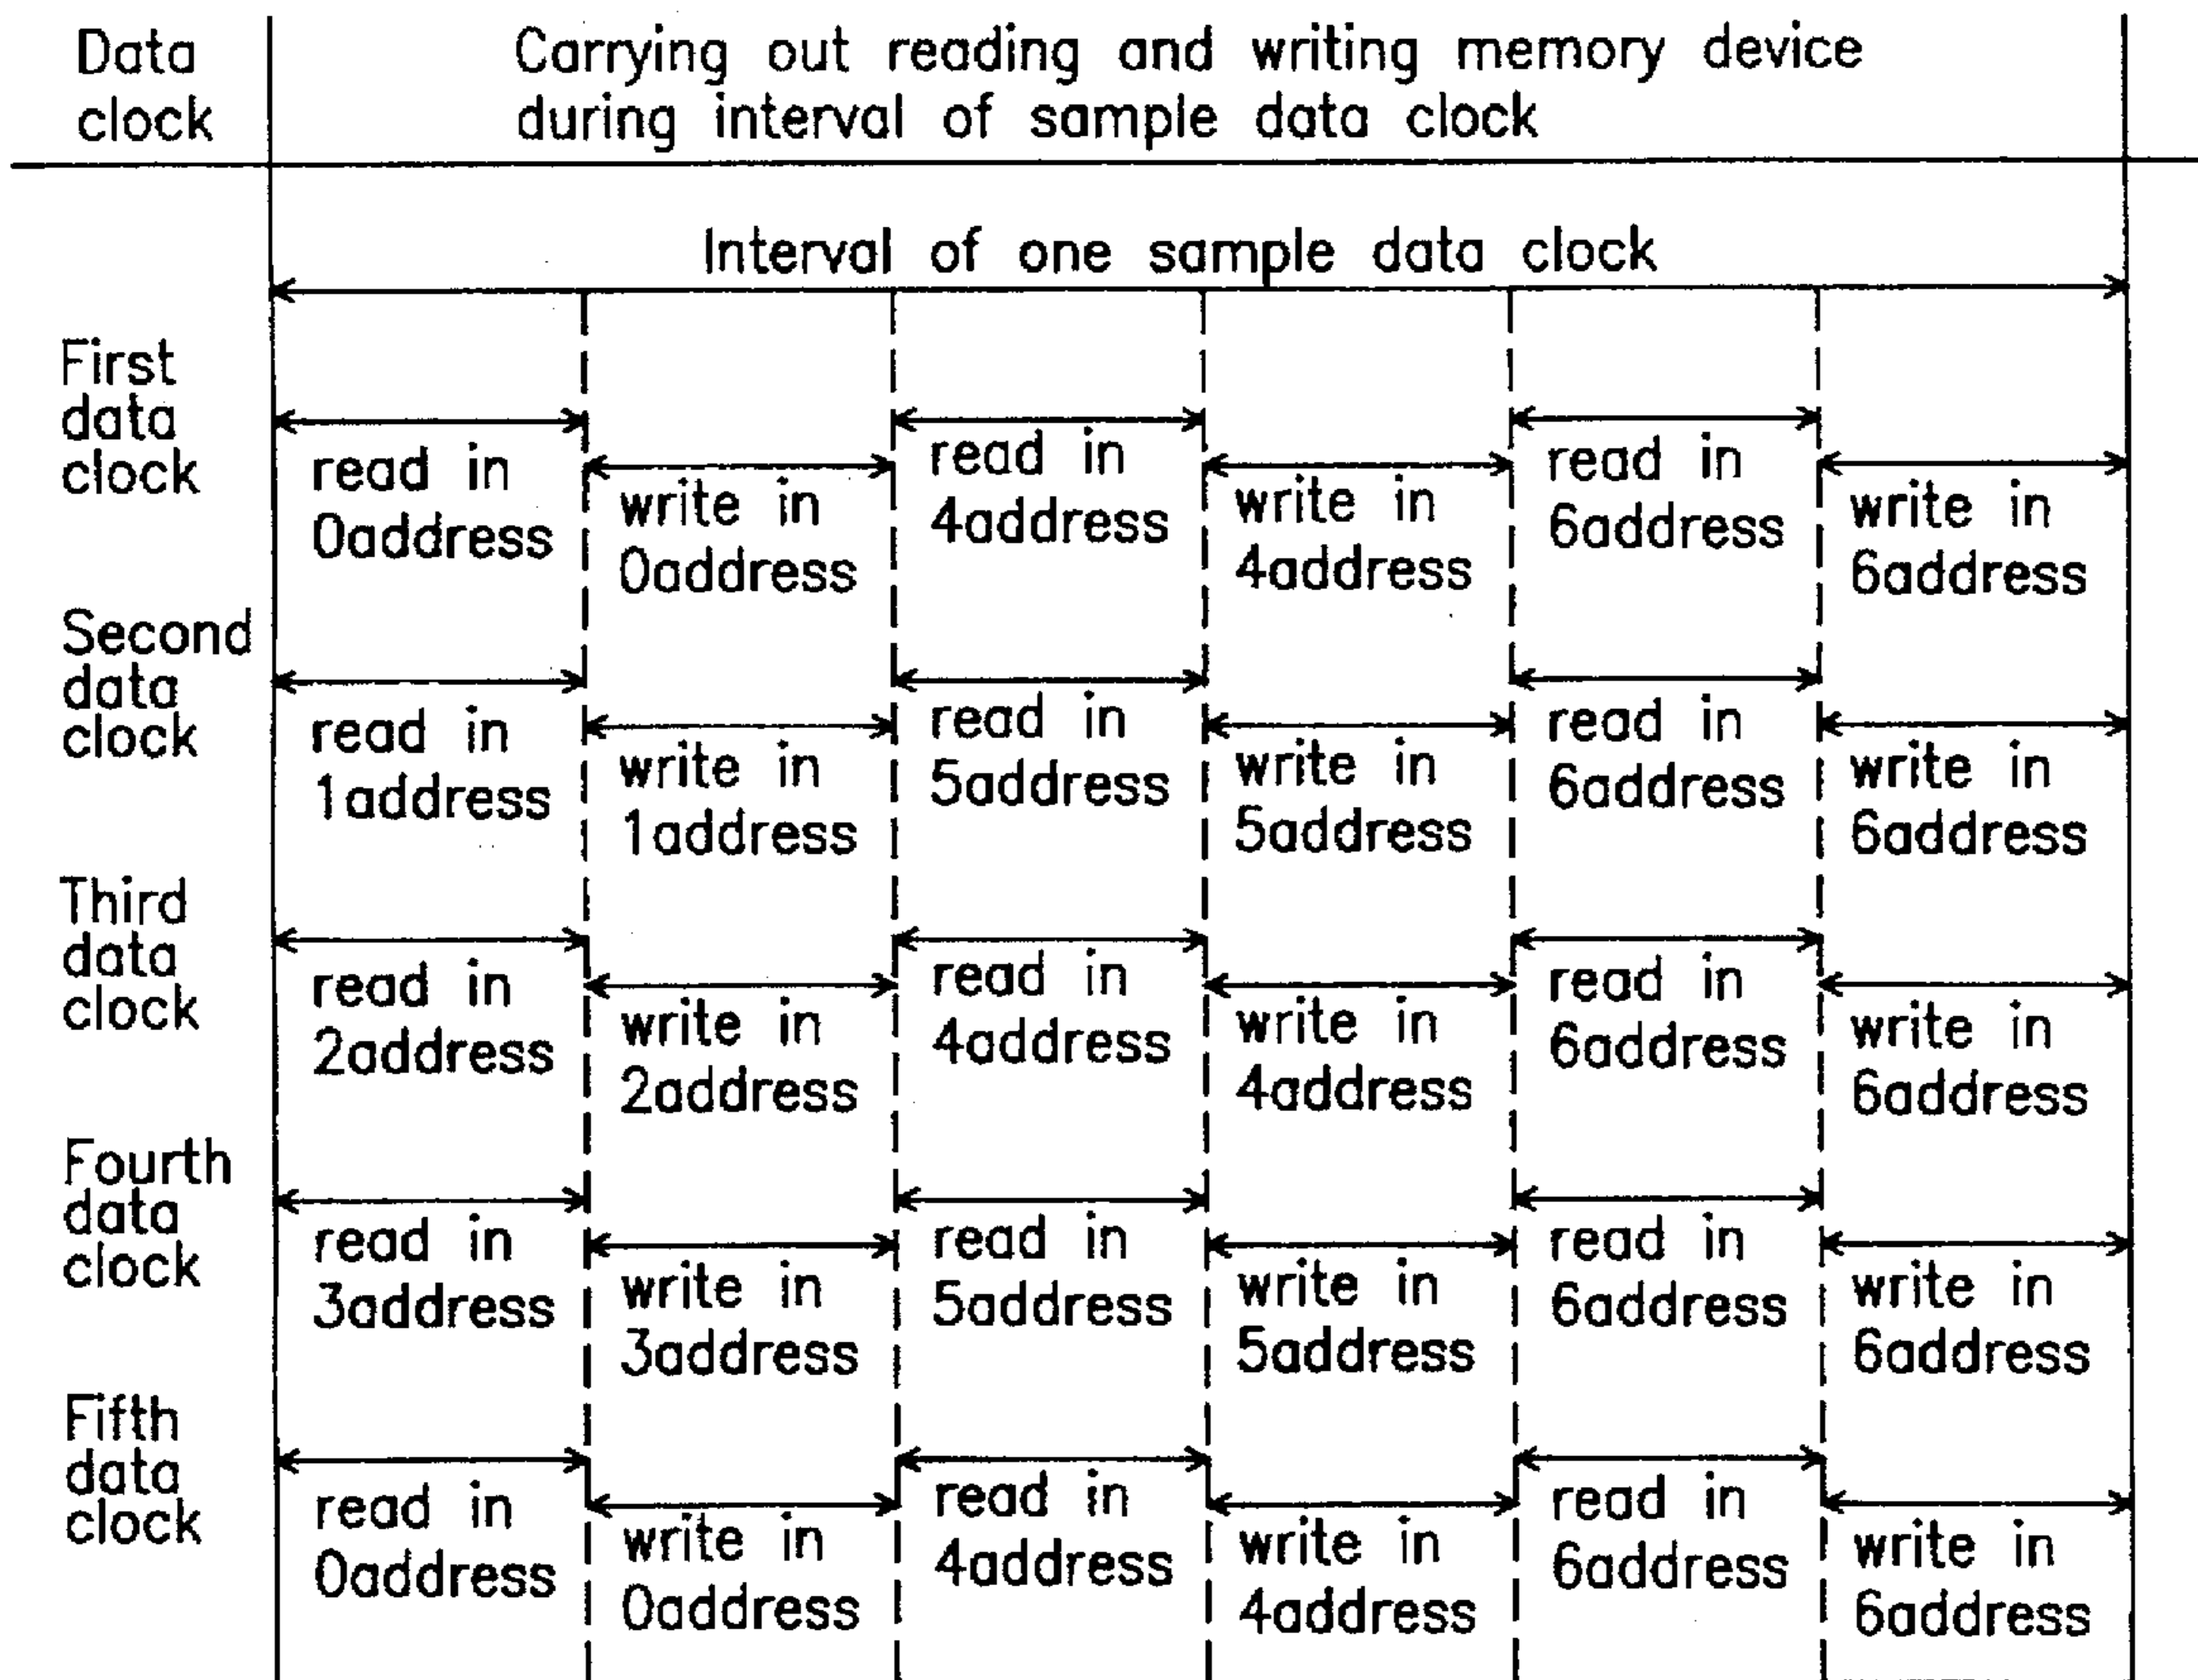 Data
clock
Carrying out reading and writing memory device
during interval of sample data clock
Interval of one sample data clock
First
data
clock
read in
0address
write in
0address
read in
4address
write in
4address
read in
6address
write in
6address
Second
data
clock
read in
1address
write in
1address
read in
5address
write in
5address
read in
6address
write in
6address
Third
data
clock
read in
2address
write in
2address
read in
4address
write in
4address
read in
6address
write in
6address
Fourth
data
clock
read in
3address
write in
3address
read in
5address
write in
5address
read in
6address
write in
6address
Fifth
data
clock
read in
0address
write in
0address
read in
4address
write in
4address
read in
6address
write in
6address